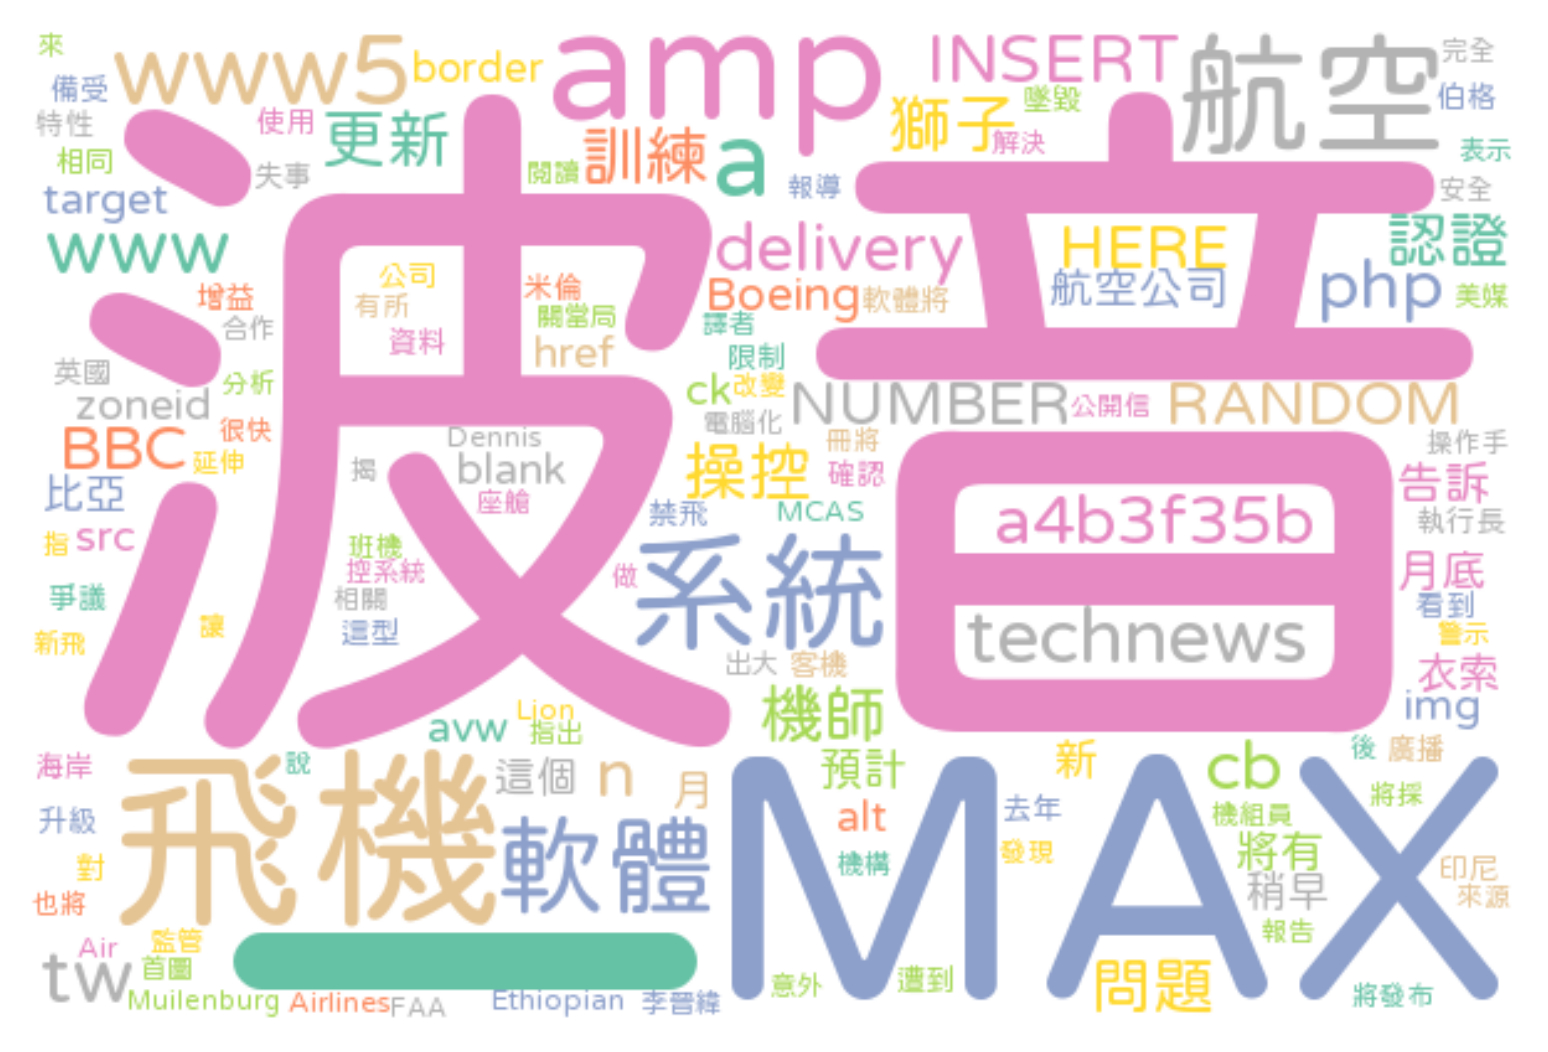 來 www5 border amp INSERT 航空 完全
備受 伯格
特性 使用 更新 訓練 a 獅子 墜毀 解決
相同 失事 閱讀 報導 表示
target 安全
www delivery HERE 認證
增益 公司 米倫 Boeing 軟體將 航空公司 php 美媒
合作 有所 關當局 譯者
資料 href 限制
英國 分析 ck 改變
zoneid 電腦化 NUMBER 公開信 RANDOM
BBC 很快 Dennis 冊將 操作手
延伸 揭 blank 操控 確認 告訴
比亞 座艙 禁飛 MCAS a4b3f35b 執行長
波音
指 src 班機 系統 月底
控系統 做
爭議 相關 看到
新飛 讓 這型 technews 警示
出大 客機 衣索
avw Lion 機師 img
指出
海岸 說 這個 n 月 預計 新 cb 後 廣播
飛機 軟體 MAX
升級 alt 去年 機組員 將採
對 機構 發現 將有 印尼
也將 稍早 來源
Air 監管 報告
tw 首圖 意外 遭到 問題
Muilenburg Airlines FAA Ethiopian 李晉緯 將發布